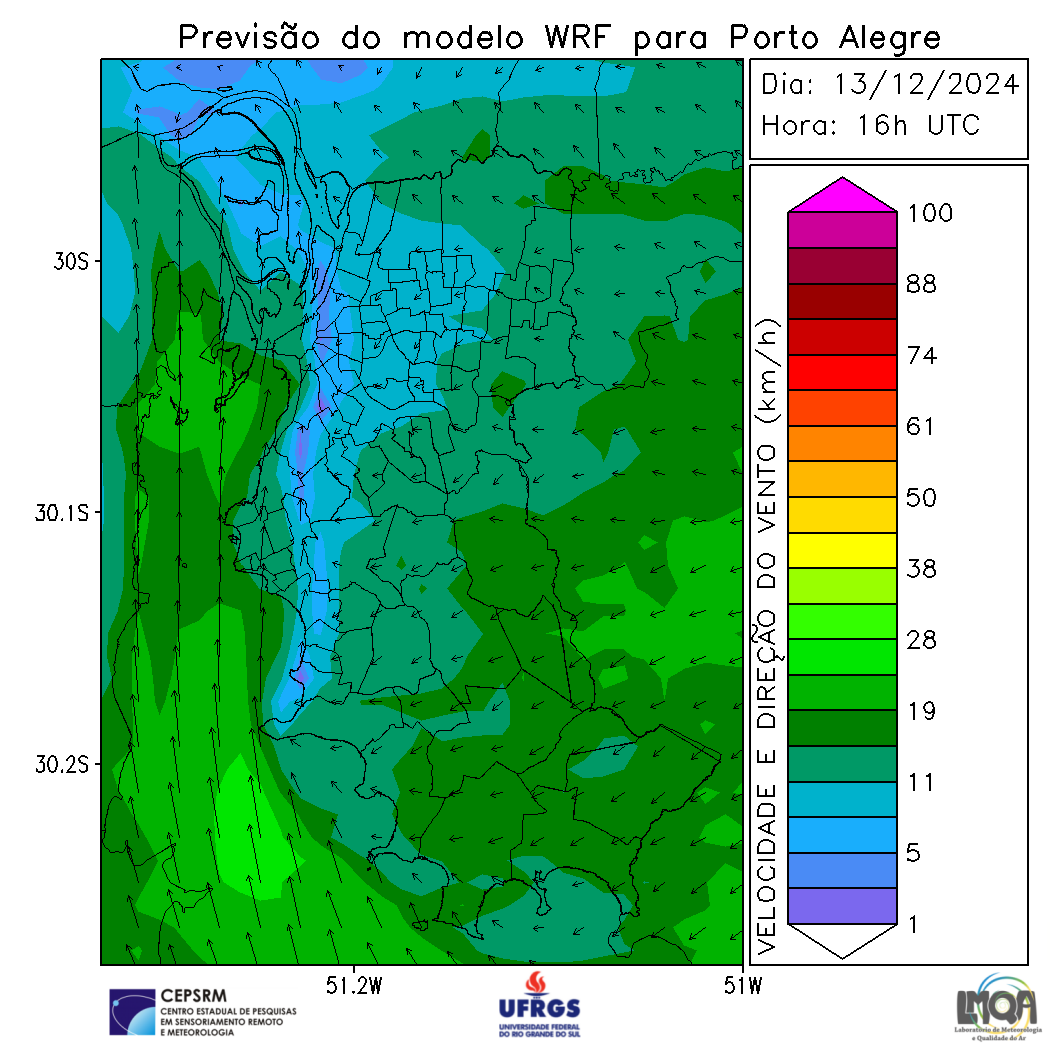 Previsão do modelo WRF para Porto Alegre
Dia: 13/12/2024
Hora: 16h UTC
30S
30.1S
30.2S
51.2W
51W
VELOCIDADE E DIREÇÃO DO VENTO (km/h)
100
88
74
61
50
38
28
19
11
5
1
CEPSRM
CENTRO ESTADUAL DE PESQUISAS
EM SENSORIAMENTO REMOTO
E METEOROLOGIA
UFRGS
UNIVERSIDADE FEDERAL
DO RIO GRANDE DO SUL
LMQA
Laboratório de Meteorologia
e Qualidade do Ar